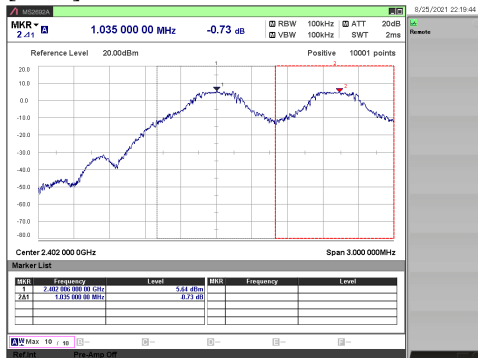 MS2692A
8/25/2021 22:19:44
MKR 1.035 000 00 MHz -0.73 dB RBW 100kHz ATT 20dB
2Δ1 VBW 100kHz SWT 2ms
Remote
Reference Level 20.00dBm Positive 10001 points
1 2
20.0
10.0
0.0
-10.0
-20.0
-30.0
-40.0
-50.0
-60.0
-70.0
-80.0
Center 2.402 000 0GHz Span 3.000 000MHz
Marker List
MKR Frequency Level MKR Frequency Level
1 2.402 006 000 00 GHz 5.64 dBm
2Δ1 1.035 000 00 MHz -0.73 dB
A W Max 10 / 10
Ref.Int Pre-Amp Off